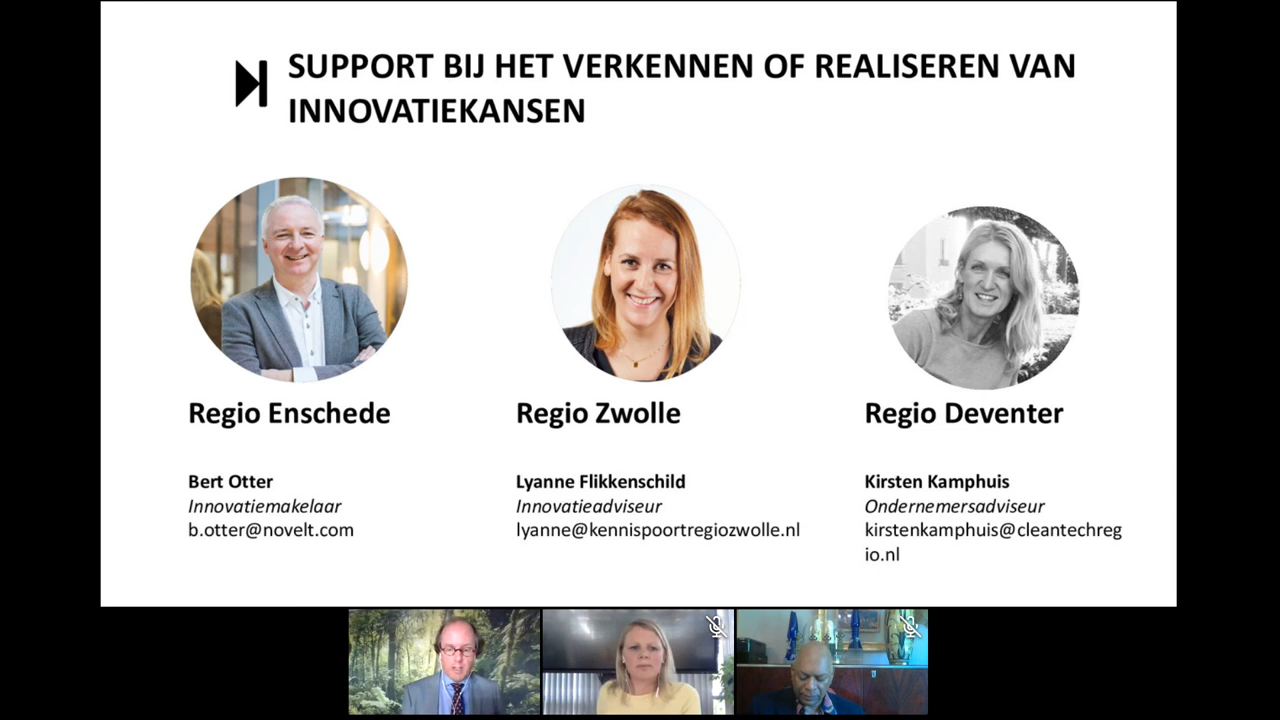 SUPPORT BIJ HET VERKENNEN OF REALISEREN VAN
INNOVATIEKANSEN
Regio Enschede
Bert Otter
Innovatiemakelaar
b.otter@novelt.com
Regio Zwolle
Lyanne Flikkenschild
Innovatieadviseur
lyanne@kennispoortregiozwolle.nl
Regio Deventer
Kirsten Kamphuis
Ondernemersadviseur
kirstenkamphuis@cleantechreg
io.nl